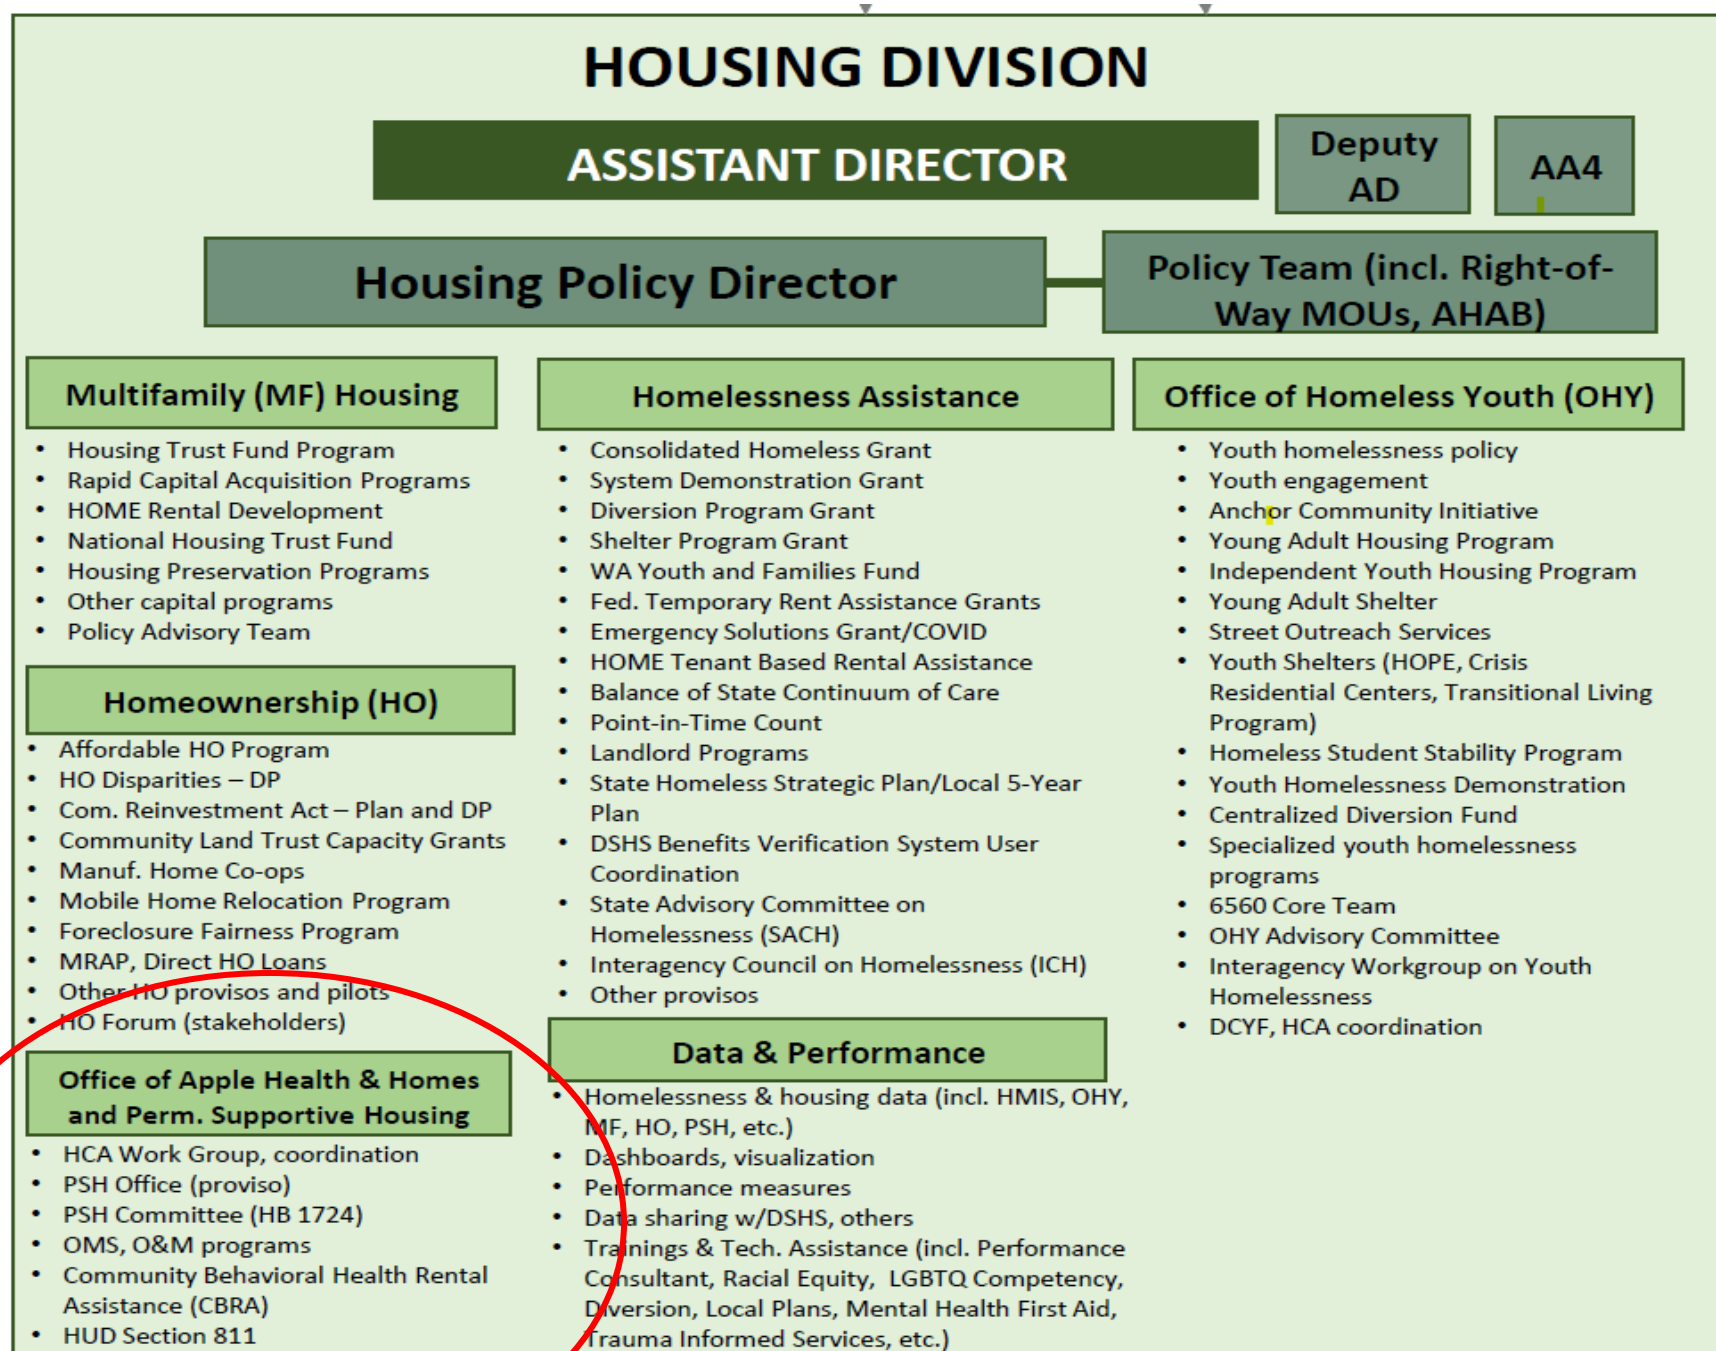 HOUSING DIVISION
ASSISTANT DIRECTOR
Deputy
AD
AA4
Housing Policy Director
Policy Team (incl. Right-of-
Way MOUs, AHAB)
Multifamily (MF) Housing
• Housing Trust Fund Program
• Rapid Capital Acquisition Programs
• HOME Rental Development
• National Housing Trust Fund
• Housing Preservation Programs
• Other capital programs
• Policy Advisory Team
Homeownership (HO)
• Affordable HO Program
• HO Disparities – DP
• Com. Reinvestment Act – Plan and DP
• Community Land Trust Capacity Grants
• Manuf. Home Co-ops
• Mobile Home Relocation Program
• Foreclosure Fairness Program
• MRAP, Direct HO Loans
• Other HO provisos and pilots
• HO Forum (stakeholders)
Office of Apple Health & Homes
and Perm. Supportive Housing
• HCA Work Group, coordination
• PSH Office (proviso)
• PSH Committee (HB 1724)
• OMS, O&M programs
• Community Behavioral Health Rental
Assistance (CBRA)
• HUD Section 811
Homelessness Assistance
• Consolidated Homeless Grant
• System Demonstration Grant
• Diversion Program Grant
• Shelter Program Grant
• WA Youth and Families Fund
• Fed. Temporary Rent Assistance Grants
• Emergency Solutions Grant/COVID
• HOME Tenant Based Rental Assistance
• Balance of State Continuum of Care
• Point-in-Time Count
• Landlord Programs
• State Homeless Strategic Plan/Local 5-Year
Plan
• DSHS Benefits Verification System User
Coordination
• State Advisory Committee on
Homelessness (SACH)
• Interagency Council on Homelessness (ICH)
• Other provisos
Data & Performance
• Homelessness & housing data (incl. HMIS, OHY,
MF, HO, PSH, etc.)
• Dashboards, visualization
• Performance measures
• Data sharing w/DSHS, others
• Trainings & Tech. Assistance (incl. Performance
Consultant, Racial Equity, LGBTQ Competency,
Diversion, Local Plans, Mental Health First Aid,
Trauma Informed Services, etc.)
Office of Homeless Youth (OHY)
• Youth homelessness policy
• Youth engagement
• Anchor Community Initiative
• Young Adult Housing Program
• Independent Youth Housing Program
• Young Adult Shelter
• Street Outreach Services
• Youth Shelters (HOPE, Crisis
Residential Centers, Transitional Living
Program)
• Homeless Student Stability Program
• Youth Homelessness Demonstration
• Centralized Diversion Fund
• Specialized youth homelessness
programs
• 6560 Core Team
• OHY Advisory Committee
• Interagency Workgroup on Youth
Homelessness
• DCYF, HCA coordination